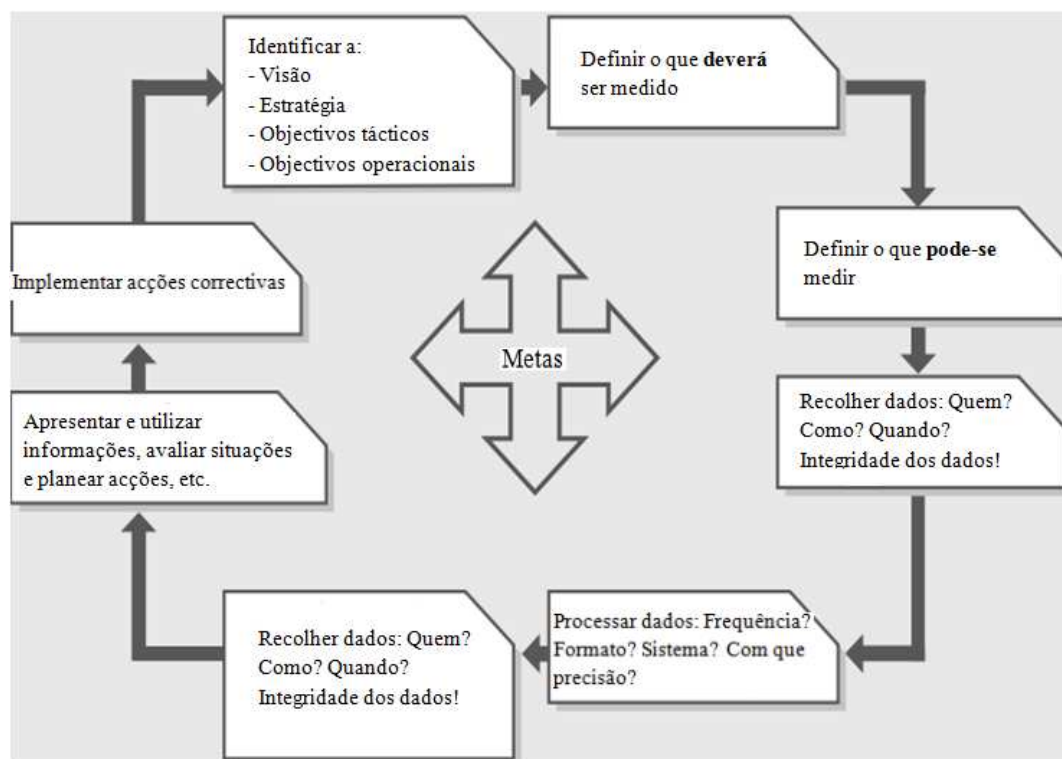 Identificar a:
- Visão
- Estratégia
- Objectivos tácticos
- Objectivos operacionais
Definir o que deverá
ser medido
Definir o que pode-se
medir
Recolher dados: Quem?
Como? Quando?
Integridade dos dados!
Processar dados: Frequência?
Formato? Sistema? Com que
precisão?
Recolher dados: Quem?
Como? Quando?
Integridade dos dados!
Apresentar e utilizar
informações, avaliar situações
e planear acções, etc.
Implementar acções correctivas
Metas